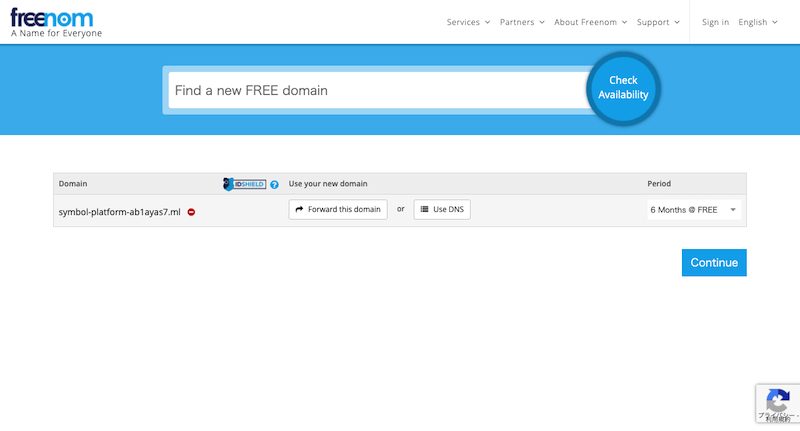 freenom
A Name for Everyone
Services Partners About Freenom Support Sign in English
Find a new FREE domain
Check
Availability
Domain IDSHIELD ? Use your new domain Period
symbol-platform-ab1ayas7.ml Forward this domain or Use DNS 6 Months @ FREE
Continue
プライバシー -
利用規約